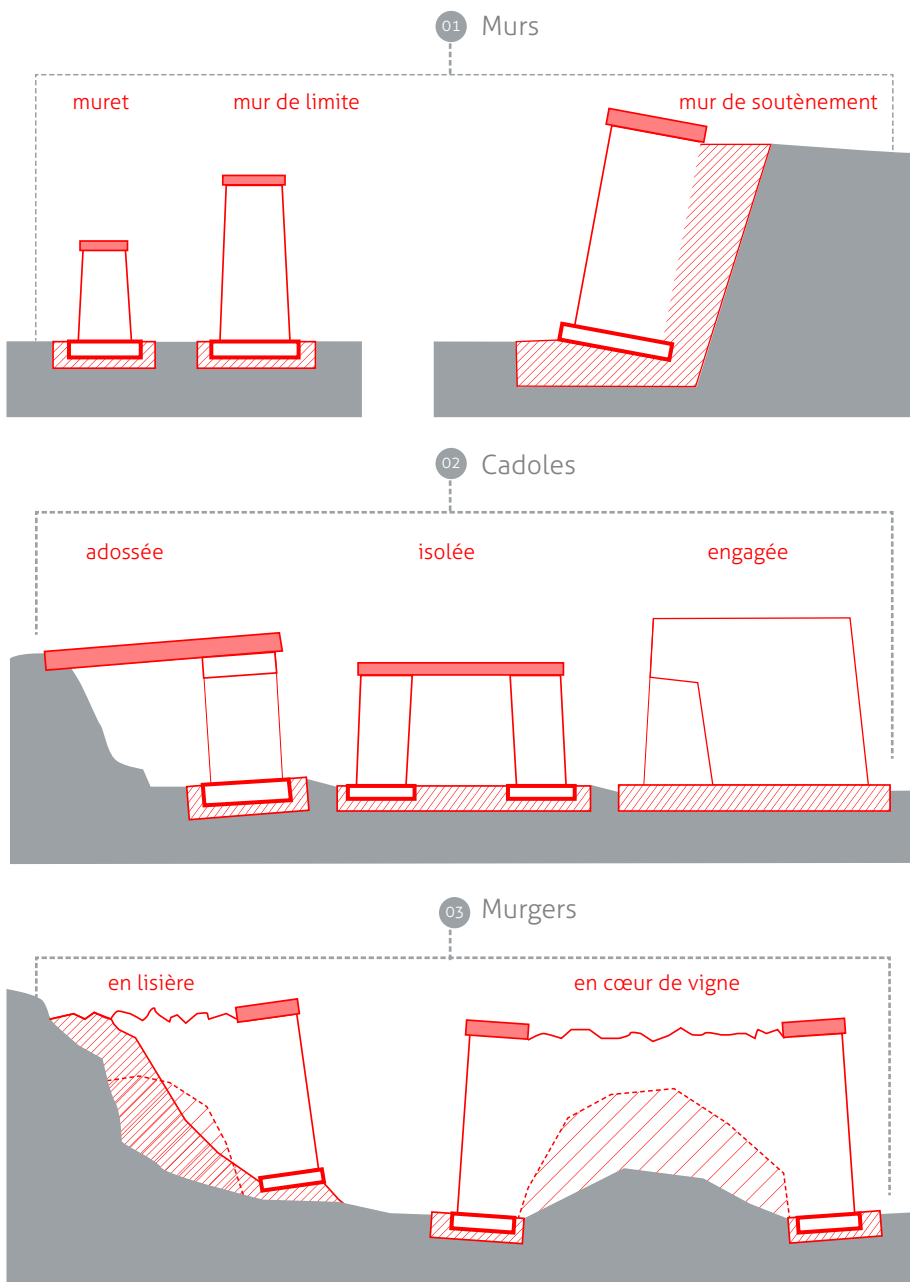 01 Murs
muret
mur de limite
mur de soutènement
02 Cadoles
adossée
isolée
engagée
03 Murgers
en lisière
en cœur de vigne